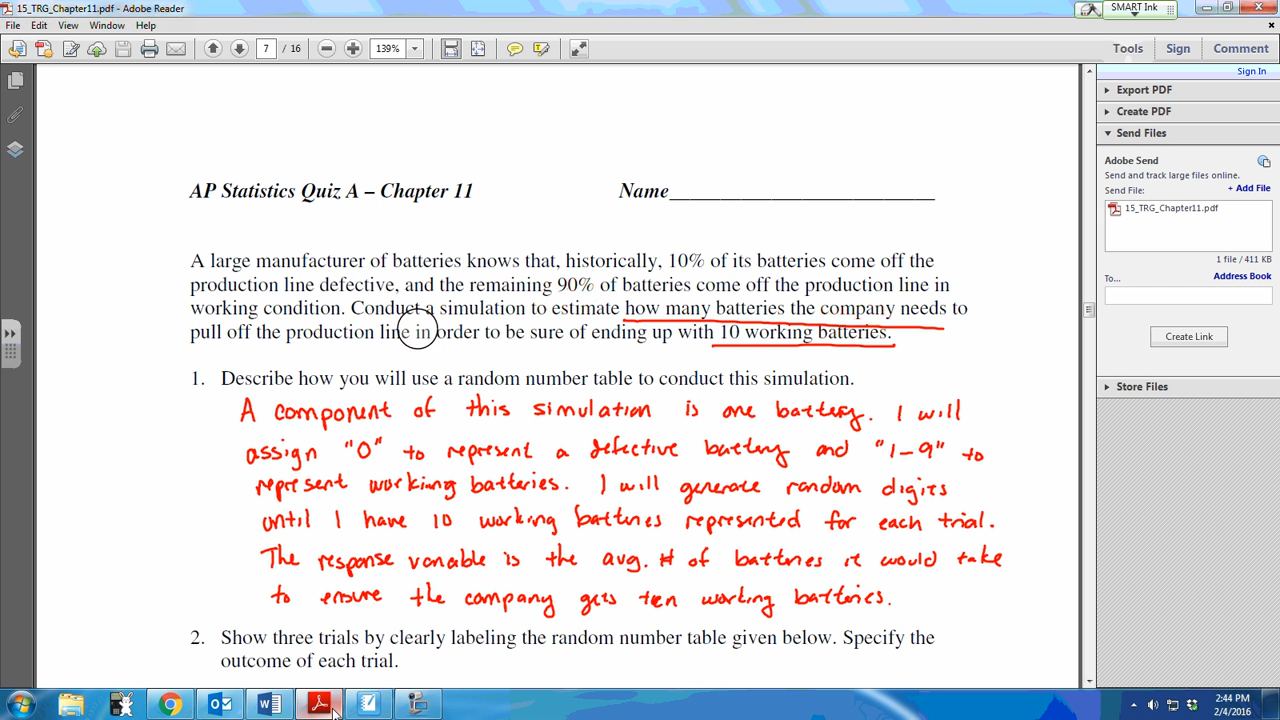 15_TRG_Chapter11.pdf - Adobe Reader
SMART Ink
File Edit View Window Help
7 / 16 139% Tools Sign Comment
Sign In
Export PDF
Create PDF
Send Files
Adobe Send
Send and track large files online.
Send File: + Add File
15_TRG_Chapter11.pdf
1 file / 411 KB
To... Address Book
Create Link
Store Files
AP Statistics Quiz A – Chapter 11 Name
A large manufacturer of batteries knows that, historically, 10% of its batteries come off the
production line defective, and the remaining 90% of batteries come off the production line in
working condition. Conduct a simulation to estimate how many batteries the company needs to
pull off the production line in order to be sure of ending up with 10 working batteries.
1. Describe how you will use a random number table to conduct this simulation.
A component of this simulation is one battery. I will
assign "0" to represent a defective battery and "1-9" to
represent working batteries. I will generate random digits
until I have 10 working batteries represented for each trial.
The response variable is the avg. # of batteries it would take
to ensure the company gets ten working batteries.
2. Show three trials by clearly labeling the random number table given below. Specify the
outcome of each trial.
2:44 PM
2/4/2016